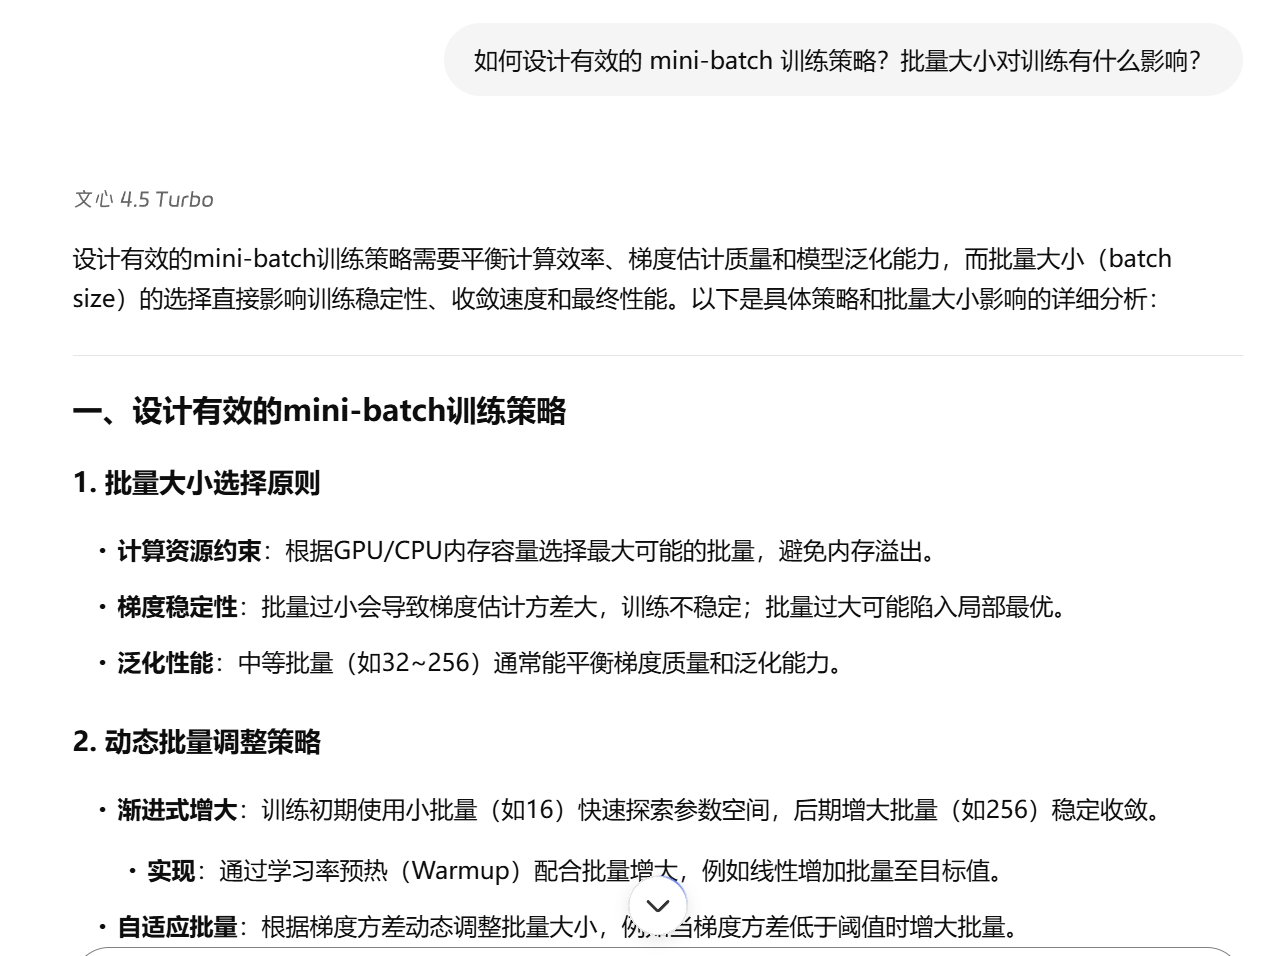 如何设计有效的 mini-batch 训练策略？批量大小对训练有什么影响？
文心 4.5 Turbo
设计有效的mini-batch训练策略需要平衡计算效率、梯度估计质量和模型泛化能力，而批量大小（batch
size）的选择直接影响训练稳定性、收敛速度和最终性能。以下是具体策略和批量大小影响的详细分析：
一、设计有效的mini-batch训练策略
1. 批量大小选择原则
• 计算资源约束：根据GPU/CPU内存容量选择最大可能的批量，避免内存溢出。
• 梯度稳定性：批量过小会导致梯度估计方差大，训练不稳定；批量过大可能陷入局部最优。
• 泛化性能：中等批量（如32~256）通常能平衡梯度质量和泛化能力。
2. 动态批量调整策略
• 渐进式增大：训练初期使用小批量（如16）快速探索参数空间，后期增大批量（如256）稳定收敛。
• 实现：通过学习率预热（Warmup）配合批量增大，例如线性增加批量至目标值。
• 自适应批量：根据梯度方差动态调整批量大小，例当梯度方差低于阈值时增大批量。